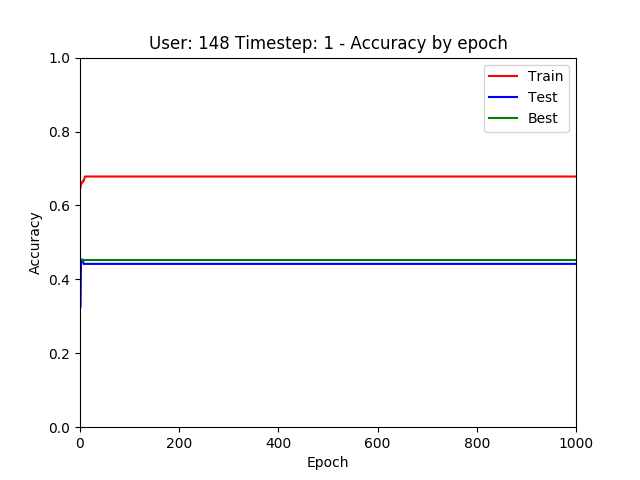 User: 148 Timestep: 1 - Accuracy by epoch
1.0
0.8
0.6
0.4
0.2
0.0
Accuracy
Train
Test
Best
0 200 400 600 800 1000
Epoch